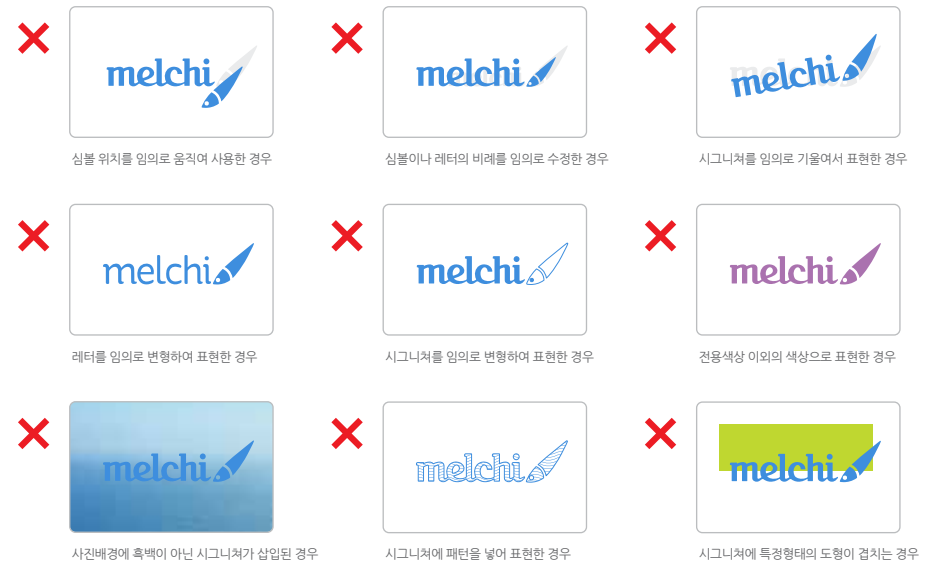 melchi
melchi
melchi
심볼 위치를 임의로 움직여 사용한 경우
심볼이나 레터의 비례를 임의로 수정한 경우
시그니쳐를 임의로 기울여서 표현한 경우
melchi
melchi
melchi
레터를 임의로 변형하여 표현한 경우
시그니쳐를 임의로 변형하여 표현한 경우
전용색상 이외의 색상으로 표현한 경우
melchi
melchi
melchi
사진배경에 흑백이 아닌 시그니쳐가 삽입된 경우
시그니쳐에 패턴을 넣어 표현한 경우
시그니쳐에 특정형태의 도형이 겹치는 경우